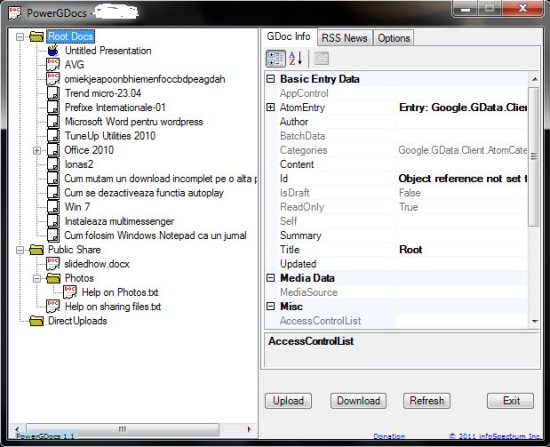 PowerGDocs -
Root Docs
Untitled Presentation
AVG
omiekjeapoonbhiemenfoccbdpeagdah
Trend micro-23.04
Prefixe Internationale-01
Microsoft Word pentru wordpress
TuneUp Utilities 2010
Office 2010
Ionas2
Cum mutam un download incomplet pe o alta p
Cum se dezactiveaza functia autoplay
Win 7
Instaleaza multimessenger
Cum folosim Windows Notepad ca un jurnal
Public Share
slidedhow.docx
Photos
Help on Photos.txt
Help on sharing files.txt
DirectUploads
PowerGDocs 1.1
GDoc Info RSS News Options
Basic Entry Data
AppControl
AtomEntry Entry: Google.GData.Clien
Author
BatchData
Categories Google.GData.Client.AtomCate
Content
Id Object reference not set t
IsDraft False
ReadOnly True
Self
Summary
Title Root
Updated
Media Data
MediaSource
Misc
AccessControlList
AccessControlList
Upload Download Refresh Exit
Donation © 2011 infoSpectrum Inc.